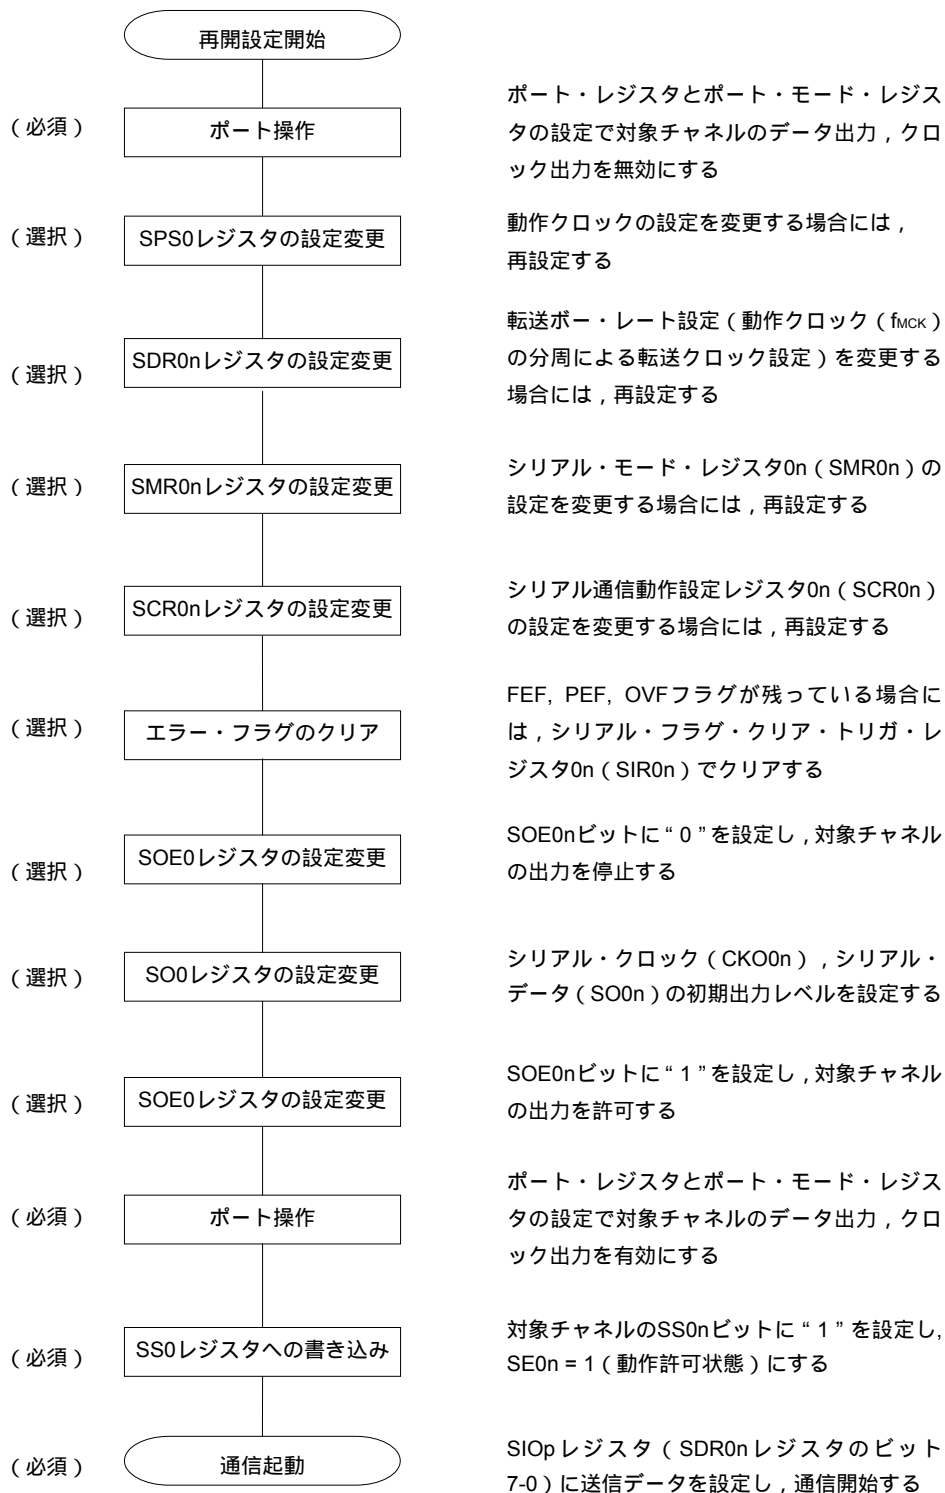 再開設定開始
ポート・レジスタとポート・モード・レジス
(必須)
ポート操作
タの設定で対象チャネルのデータ出力,クロ
ック出力を無効にする
(選択)
SPS0レジスタの設定変更
動作クロックの設定を変更する場合には,
再設定する
(選択)
SDR0nレジスタの設定変更
転送ボー・レート設定(動作クロック(fMCK)
の分周による転送クロック設定)を変更する
場合には,再設定する
(選択)
SMR0nレジスタの設定変更
シリアル・モード・レジスタ0n(SMR0n)の
設定を変更する場合には,再設定する
(選択)
SCR0nレジスタの設定変更
シリアル通信動作設定レジスタ0n(SCR0n)
の設定を変更する場合には,再設定する
(選択)
エラー・フラグのクリア
FEF, PEF, OVFフラグが残っている場合に
は,シリアル・フラグ・クリア・トリガ・レ
ジスタ0n(SIR0n)でクリアする
(選択)
SOE0レジスタの設定変更
SOE0nビットに“0”を設定し,対象チャネル
の出力を停止する
(選択)
SO0レジスタの設定変更
シリアル・クロック(CKO0n),シリアル・
データ(SO0n)の初期出力レベルを設定する
(選択)
SOE0レジスタの設定変更
SOE0nビットに“1”を設定し,対象チャネル
の出力を許可する
(必須)
ポート操作
ポート・レジスタとポート・モード・レジス
タの設定で対象チャネルのデータ出力,クロ
ック出力を有効にする
(必須)
SS0レジスタへの書き込み
対象チャネルのSS0nビットに“1”を設定し,
SE0n = 1(動作許可状態)にする
(必須)
通信起動
SIOpレジスタ(SDR0nレジスタのビット
7-0)に送信データを設定し,通信開始する